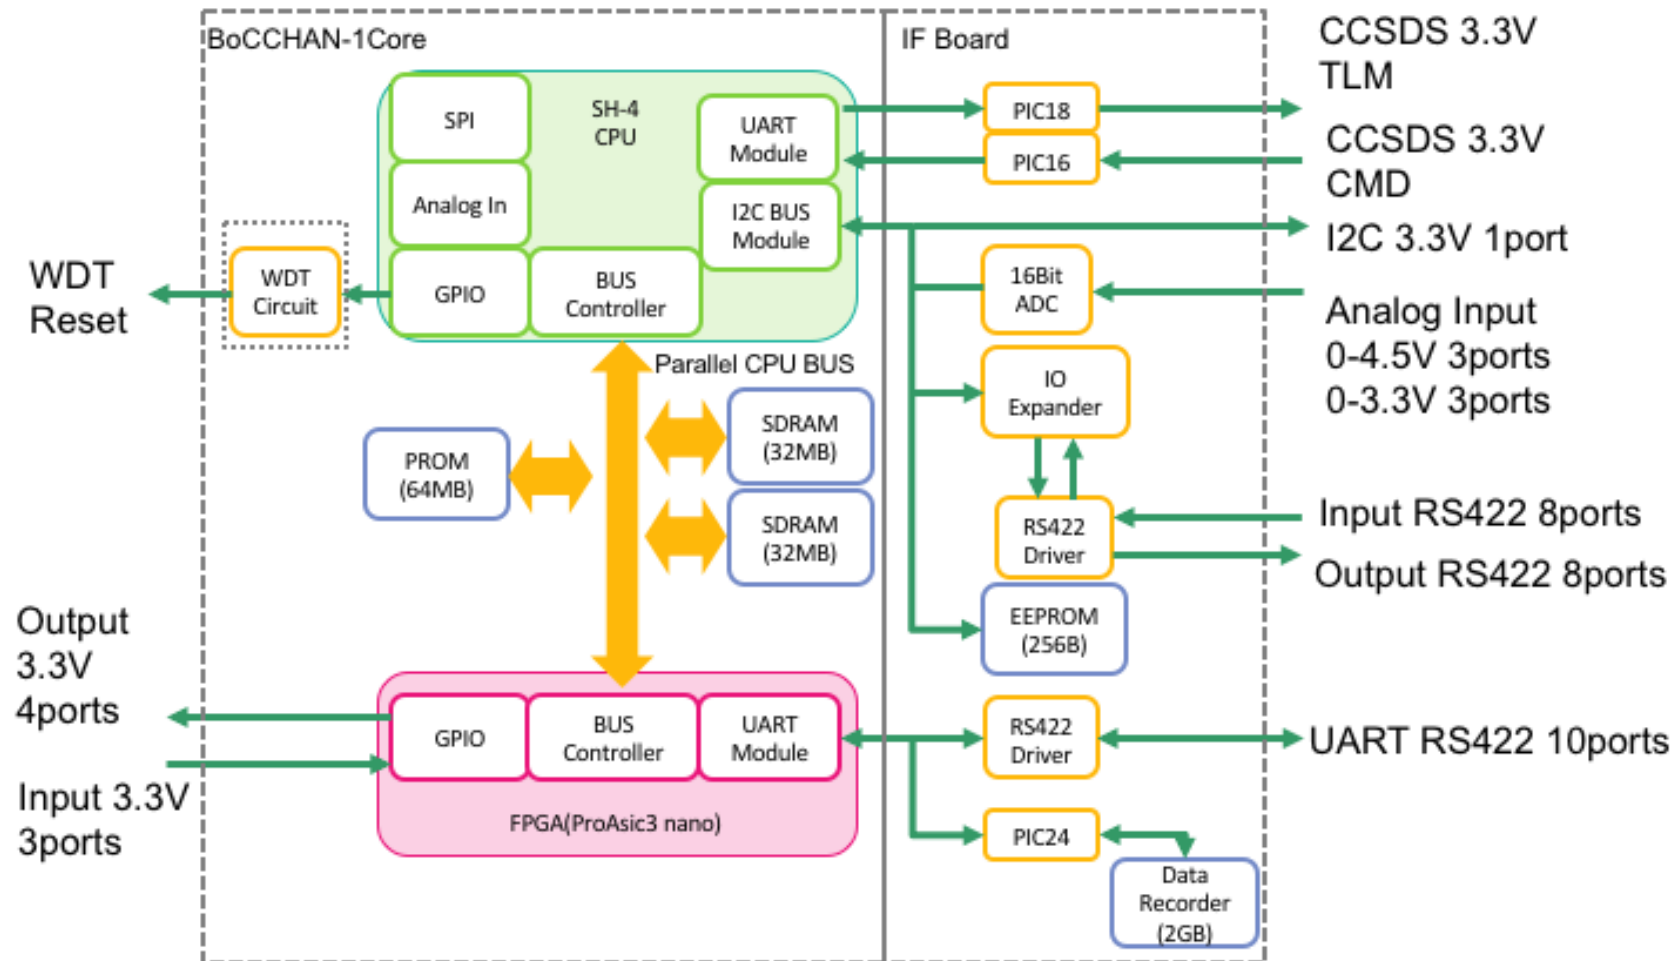 BoCCHAN-1Core
IF Board
SPI
SH-4
CPU
UART
Module
Analog In
I2C BUS
Module
GPIO
BUS
Controller
WDT
Circuit
WDT
Reset
Parallel CPU BUS
SDRAM
(32MB)
PROM
(64MB)
SDRAM
(32MB)
Output
3.3V
4ports
Input 3.3V
3ports
GPIO
BUS
Controller
UART
Module
FPGA(ProAsic3 nano)
PIC18
PIC16
16Bit
ADC
IO
Expander
RS422
Driver
EEPROM
(256B)
RS422
Driver
PIC24
Data
Recorder
(2GB)
CCSDS 3.3V
TLM
CCSDS 3.3V
CMD
I2C 3.3V 1port
Analog Input
0-4.5V 3ports
0-3.3V 3ports
Input RS422 8ports
Output RS422 8ports
UART RS422 10ports